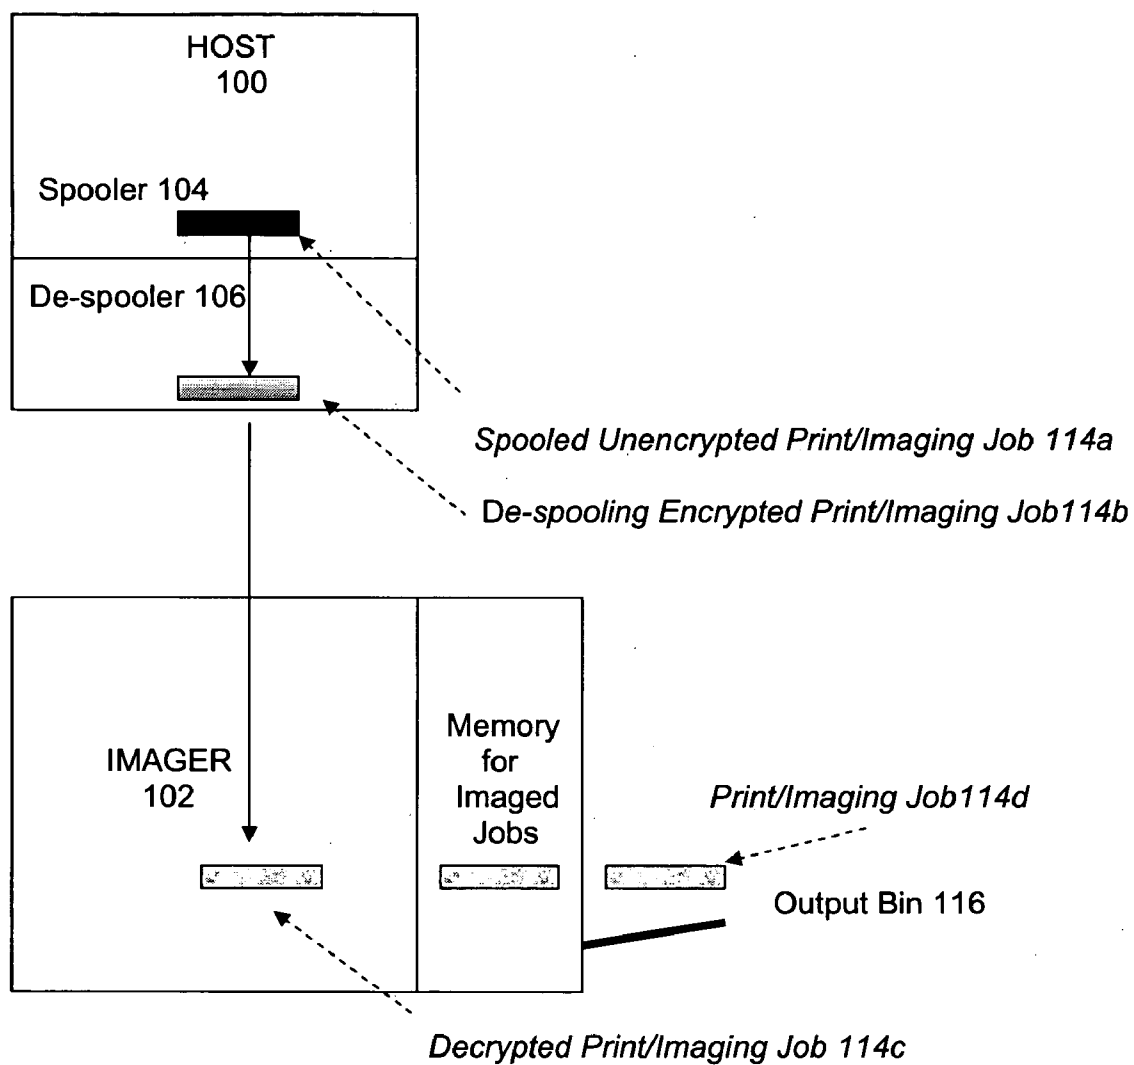 HOST
100
Spooler 104
De-spooler 106
Spooled Unencrypted Print/Imaging Job 114a
De-spooling Encrypted Print/Imaging Job114b
IMAGER
102
Memory
for
Imaged
Jobs
Print/Imaging Job114d
Output Bin 116
Decrypted Print/Imaging Job 114c